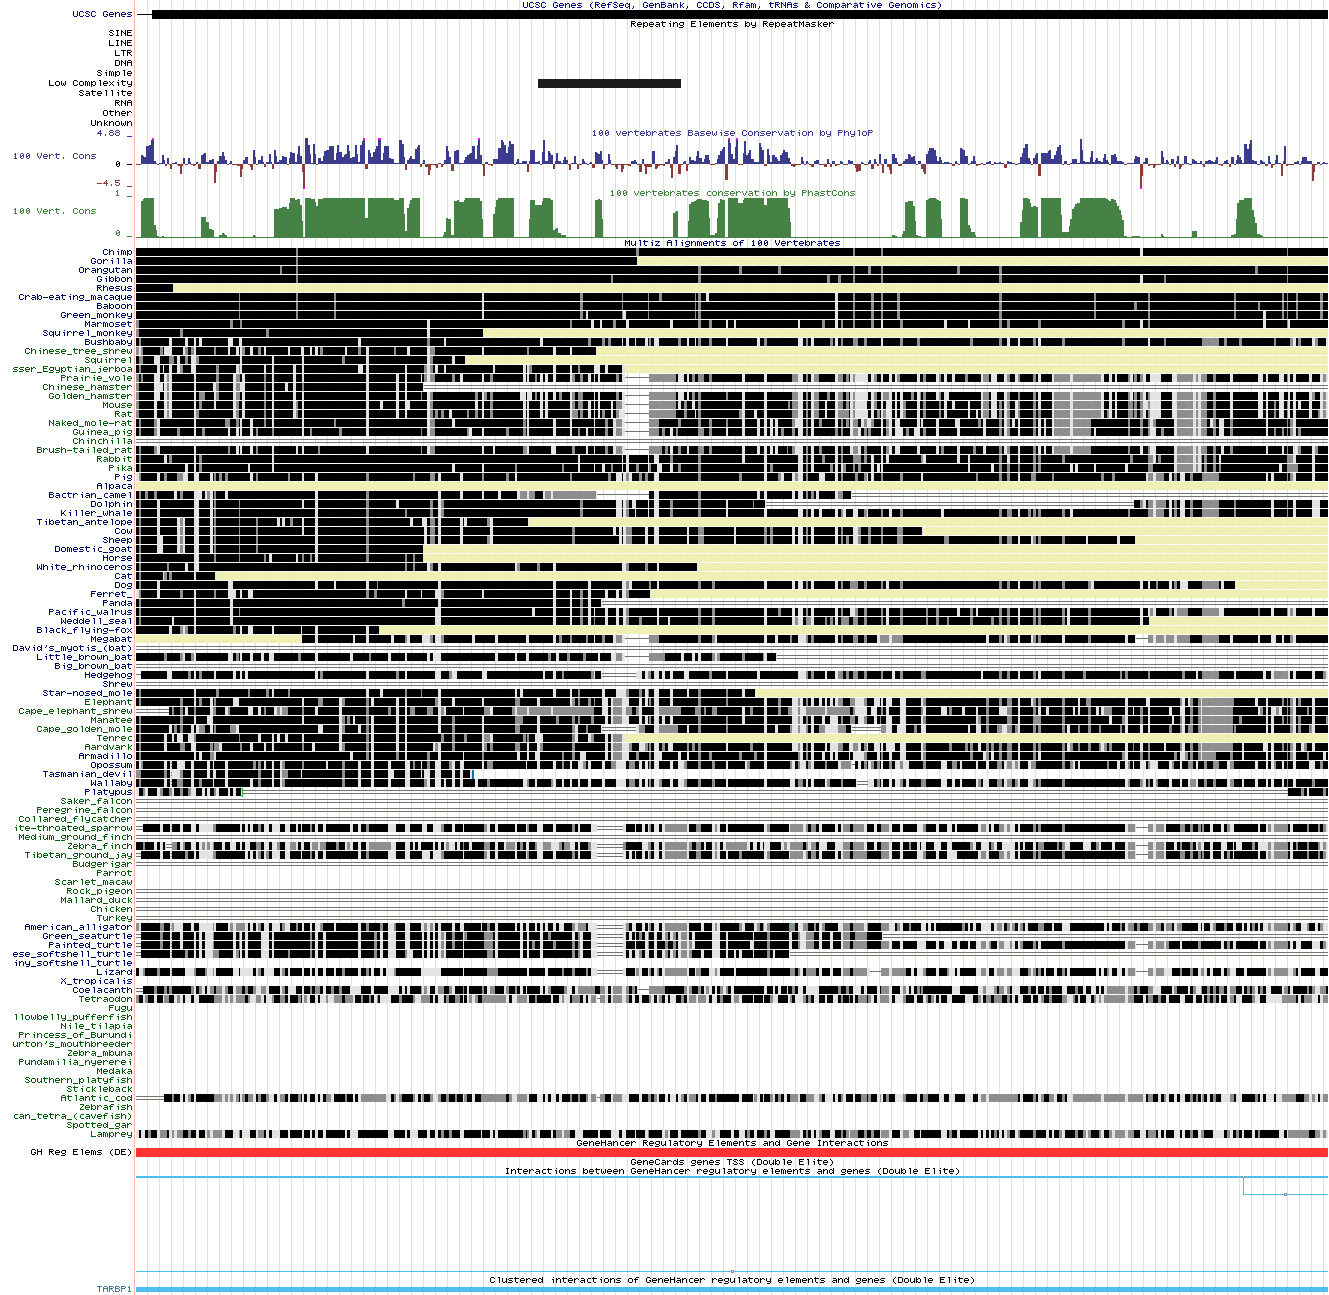 UCSC Genes (RefSeq, GenBank, CCDS, Rfam, tRNAs & Comparative Genomics)
UCSC Genes
Repeating Elements by RepeatMasker
SINE
LINE
LTR
DNA
Simple
Low Complexity
Satellite
RNA
Other
Unknown
100 vertebrates Basewise Conservation by PhyloP
4.88 _
100 Vert. Cons
0 _
-4.5 _
100 vertebrates conservation by PhastCons
1 _
100 Vert. Cons
0 _
Multiz Alignments of 100 Vertebrates
Chimp
Gorilla
Orangutan
Gibbon
Rhesus
Crab-eating_macaque
Baboon
Green_monkey
Marmoset
Squirrel_monkey
Bushbaby
Chinese_tree_shrew
Squirrel
sser_Egyptian_jerboa
Prairie_vole
Chinese_hamster
Golden_hamster
Mouse
Rat
Naked_mole-rat
Guinea_pig
Chinchilla
Brush-tailed_rat
Rabbit
Pika
Pig
Alpaca
Bactrian_camel
Dolphin
Killer_whale
Tibetan_antelope
Cow
Sheep
Domestic_goat
Horse
White_rhinoceros
Cat
Dog
Ferret_
Panda
Pacific_walrus
Weddell_seal
Black_flying-fox
Megabat
David's_myotis_(bat)
Little_brown_bat
Big_brown_bat
Hedgehog
Shrew
Star-nosed_mole
Elephant
Cape_elephant_shrew
Manatee
Cape_golden_mole
Tenrec
Aardvark
Armadillo
Opossum
Tasmanian_devil
Wallaby
Platypus
Saker_falcon
Peregrine_falcon
Collared_flycatcher
ite-throated_sparrow
Medium_ground_finch
Zebra_finch
Tibetan_ground_jay
Budgerigar
Parrot
Scarlet_macaw
Rock_pigeon
Mallard_duck
Chicken
Turkey
American_alligator
Green_seaturtle
Painted_turtle
ese_softshell_turtle
iny_softshell_turtle
Lizard
X_tropicalis
Coelacanth
Tetraodon
Fugu
llowbelly_pufferfish
Nile_tilapia
Princess_of_Burundi
urton's_mouthbreeder
Zebra_mbuna
Pundamilia_nyererei
Medaka
Southern_platyfish
Stickleback
Atlantic_cod
Zebrafish
can_tetra_(cavefish)
Spotted_gar
Lamprey
GeneHancer Regulatory Elements and Gene Interactions
GH Reg Elems (DE)
GeneCards genes TSS (Double Elite)
Interactions between GeneHancer regulatory elements and genes (Double Elite)
Clustered interactions of GeneHancer regulatory elements and genes (Double Elite)
TARBP1